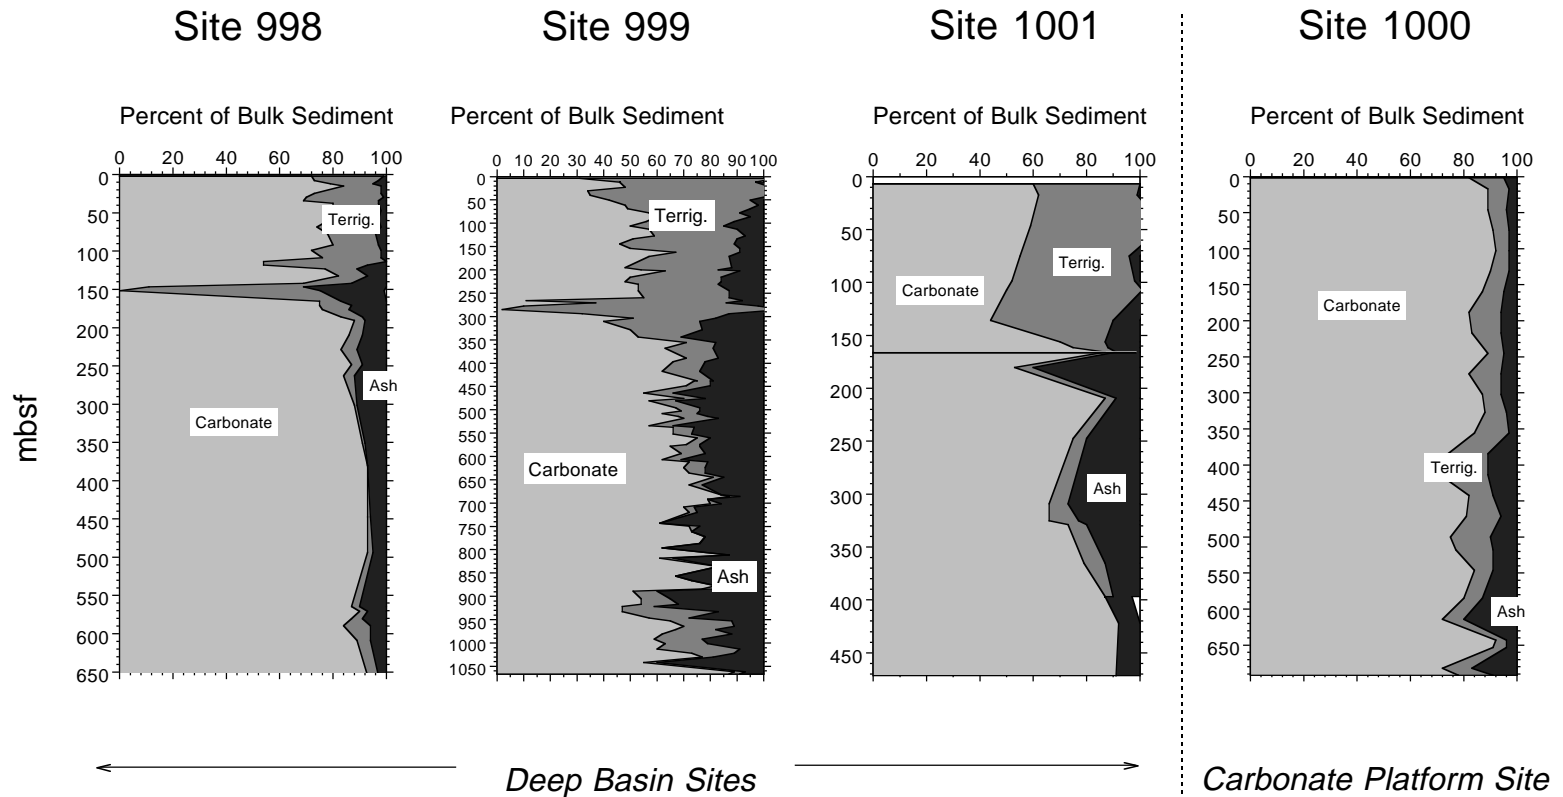 Site 998
Percent of Bulk Sediment
0 20 40 60 80 100
0
50
100
150
200
250
300
350
400
450
500
550
600
650
Terrig.
Ash
Carbonate
mbsf
Site 999
Percent of Bulk Sediment
0 10 20 30 40 50 60 70 80 90 100
0
50
100
150
200
250
300
350
400
450
500
550
600
650
700
750
800
850
900
950
1000
1050
Terrig.
Carbonate
Ash
Site 1001
Percent of Bulk Sediment
0 20 40 60 80 100
0
50
100
150
200
250
300
350
400
450
Terrig.
Carbonate
Ash
Site 1000
Percent of Bulk Sediment
0 20 40 60 80 100
0
50
100
150
200
250
300
350
400
450
500
550
600
650
Carbonate
Terrig.
Ash
Deep Basin Sites
Carbonate Platform Site